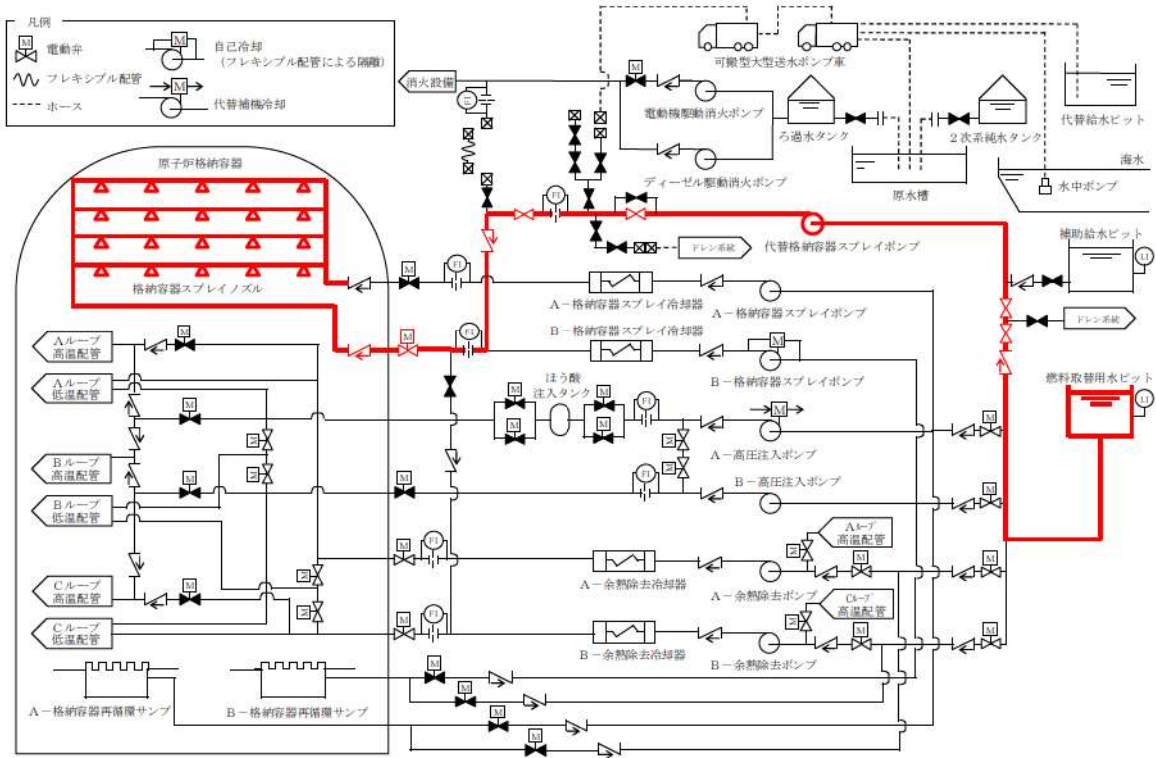 凡例
M
電動弁
フレキシブル配管
ホース
M
自己冷却
(フレキシブル配管による隔離)
M
代替補機冷却
消火設備
FI
M
電動機駆動消火ポンプ
ディーゼル駆動消火ポンプ
可搬型大型送水ポンプ車
ろ過水タンク
2次系純水タンク
原水槽
代替給水ピット
海水
水中ポンプ
原子炉格納容器
格納容器スプレイノズル
FI
代替格納容器スプレイポンプ
ドレン系統
補助給水ピット
LI
ドレン系統
燃料取替用水ピット
LI
M
FI
A-格納容器スプレイ冷却器
A-格納容器スプレイポンプ
B-格納容器スプレイ冷却器
M
FI
M
B-格納容器スプレイポンプ
Aループ
高温配管
M
Aループ
低温配管
M
ほう酸
注入タンク
M
M
M
M
FI
M
A-高圧注入ポンプ
M
M
M
M
M
Bループ
高温配管
Bループ
低温配管
M
M
FI
B-高圧注入ポンプ
M
Aループ
高温配管
M
M
FI
A-余熱除去冷却器
A-余熱除去ポンプ
M
M
M
Cループ
高温配管
M
M
Cループ
低温配管
M
FI
B-余熱除去冷却器
B-余熱除去ポンプ
Cループ
高温配管
M
M
M
A-格納容器再循環サンプ
B-格納容器再循環サンプ
M
M
M
M